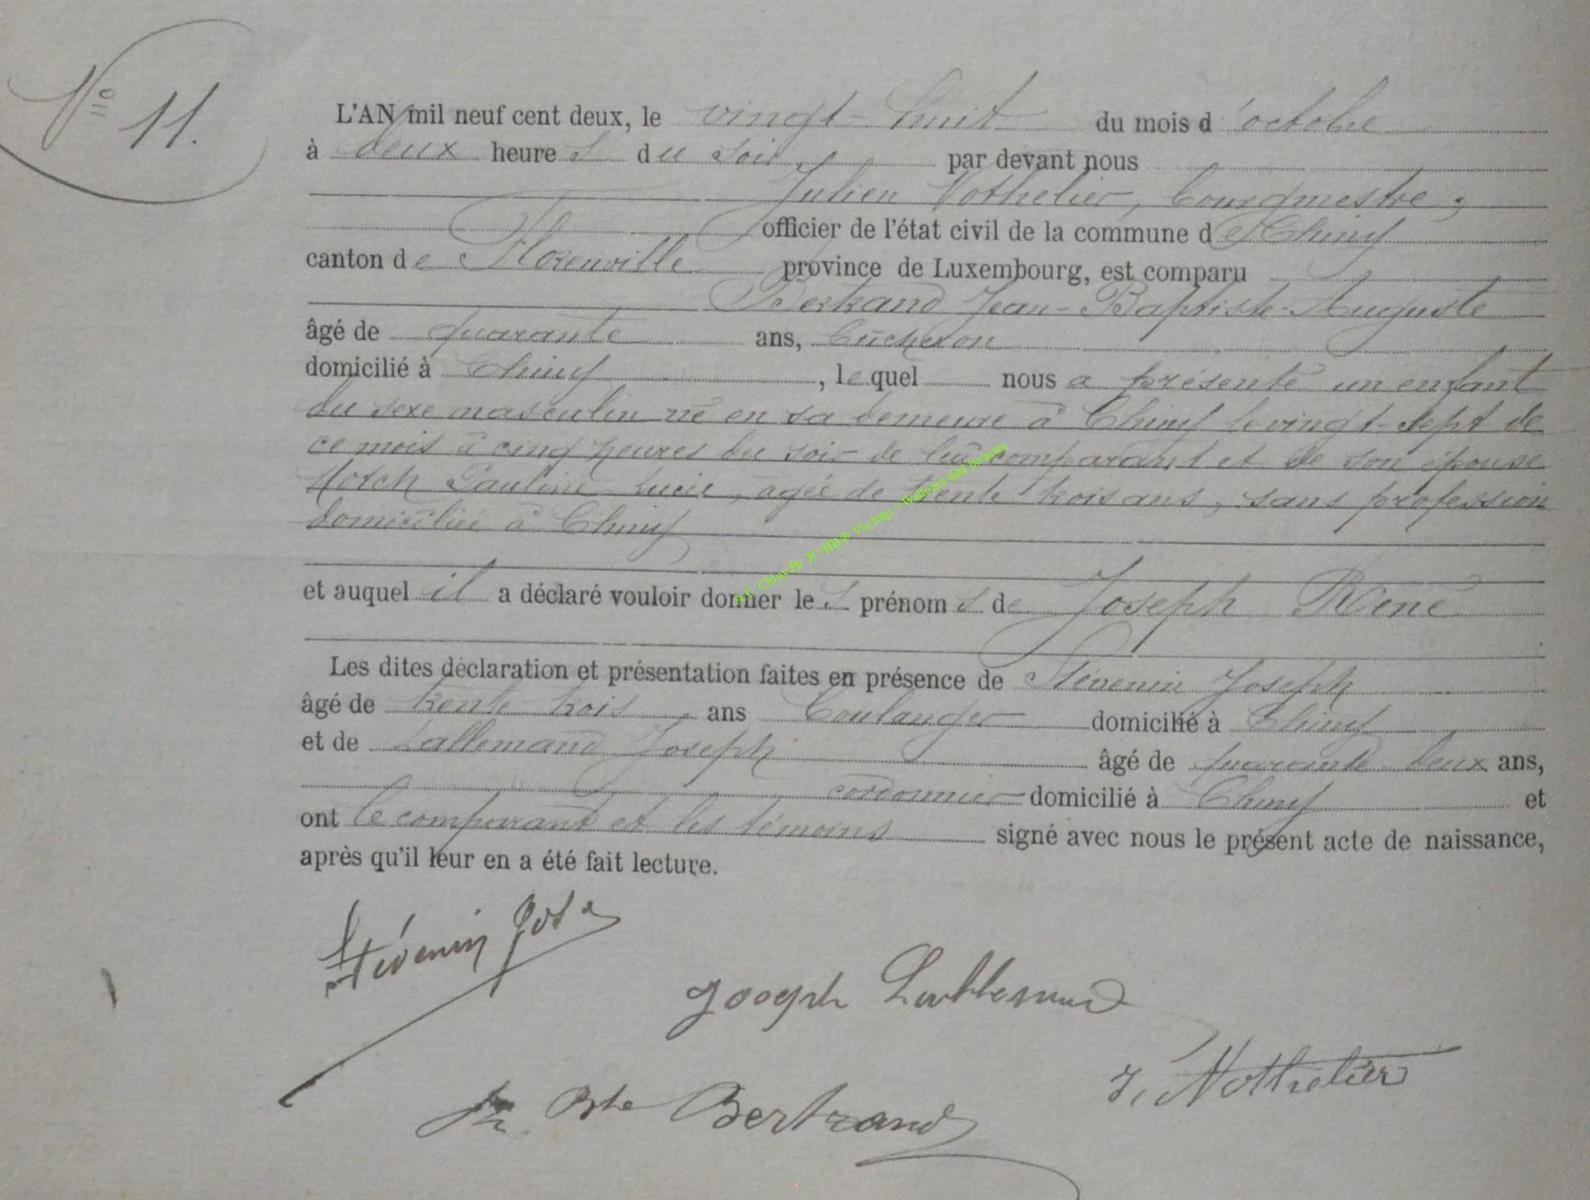 N° 11.
L'AN mil neuf cent deux, le vingt-huit du mois d'octobre
à deux heures du soir, par devant nous
Julien Nothelier, bourgmestre,
officier de l'état civil de la commune de Chiny
canton de Florenville province de Luxembourg, est comparu
Bertrand Jean-Baptiste-Auguste
âgé de quarante ans, bûcheron
domicilié à Chiny, lequel nous a présenté un enfant
du sexe masculin né en sa demeure à Chiny le vingt-sept de
ce mois à cinq heures du soir de lui comparant et de son épouse
Pauline Lucie, agée de trente trois ans, sans profession
domiciliée à Chiny
et auquel il a déclaré vouloir donner les prénoms de Joseph René
Les dites déclaration et présentation faites en présence de Stévenin Joseph
âgé de trente trois ans boulanger domicilié à Chiny
et de Lallemand Joseph âgé de quarante deux ans,
cordonnier domicilié à Chiny et
ont le comparant et les témoins signé avec nous le présent acte de naissance,
après qu'il leur en a été fait lecture.
Stévenin Jos
Joseph Lallemand
J. Nothelier
Jn Bte Bertrand